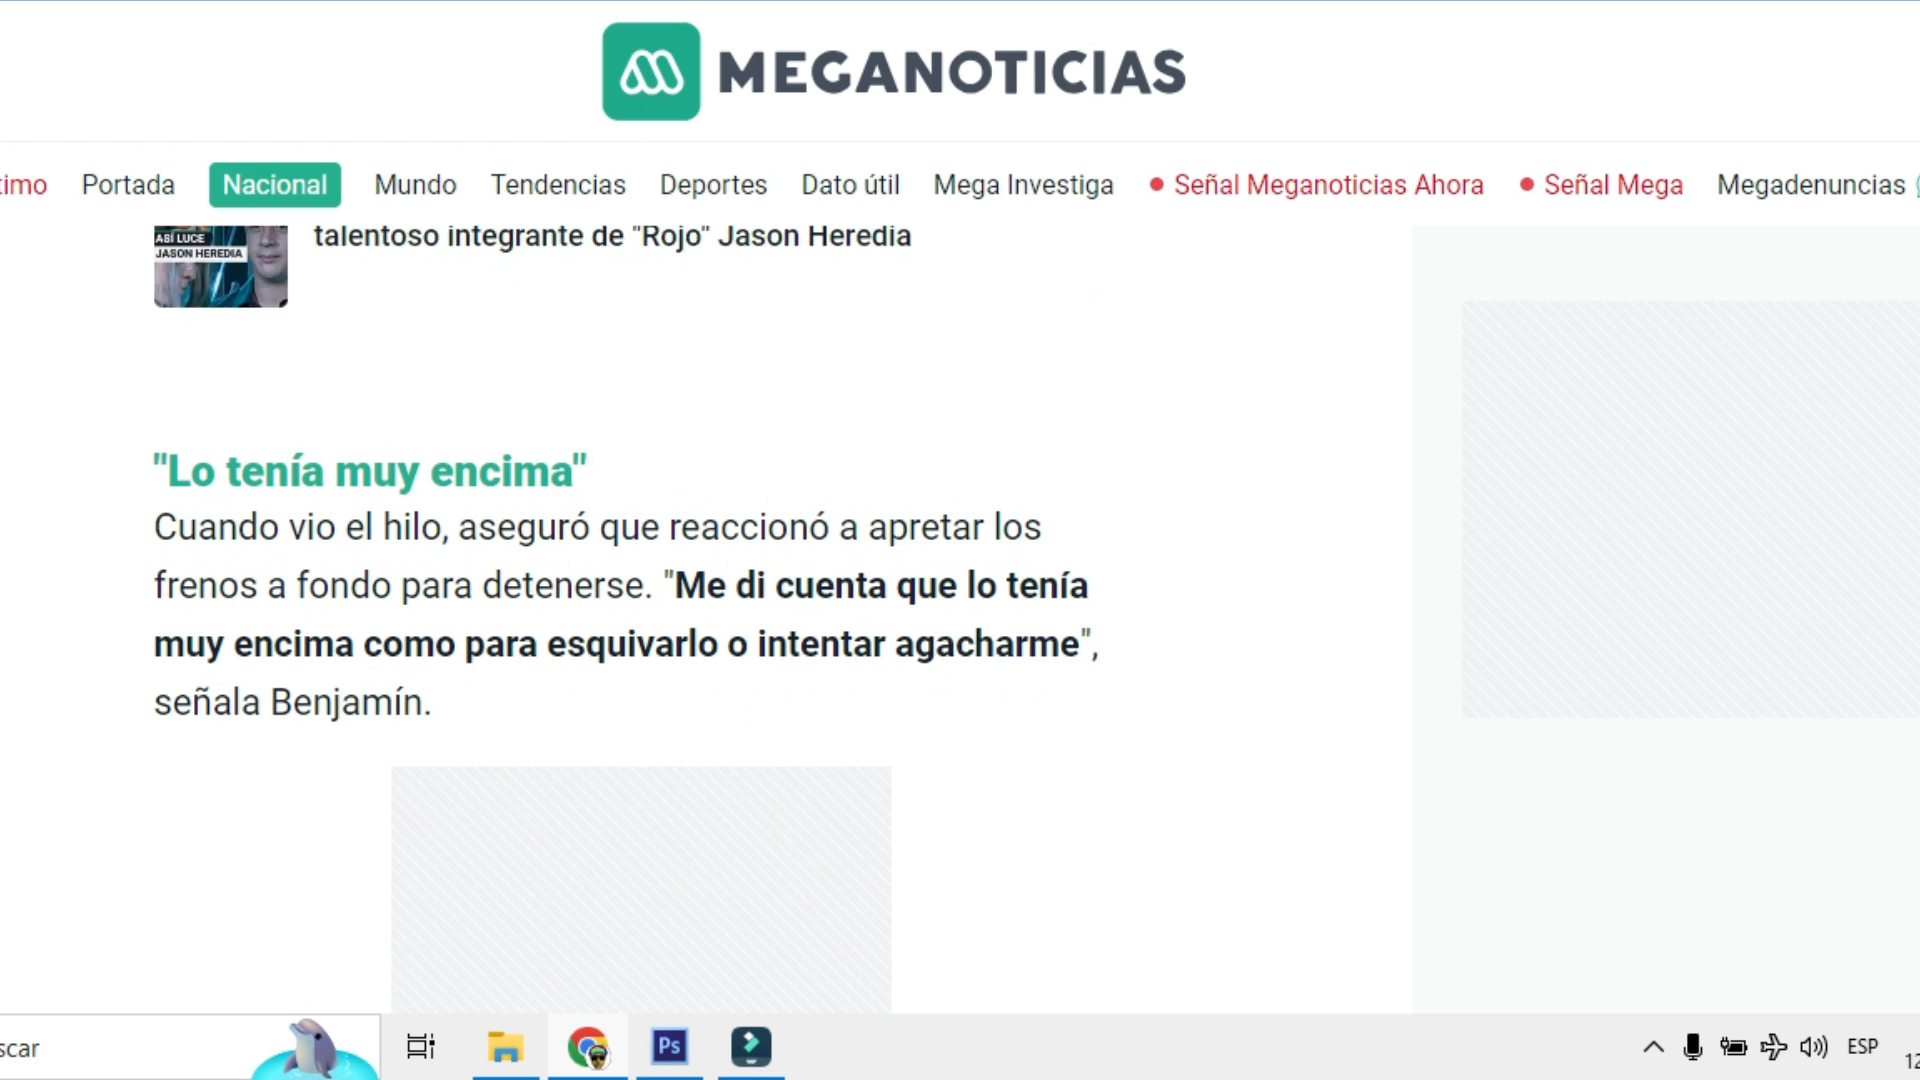 MEGANOTICIAS
timo Portada Nacional Mundo Tendencias Deportes Dato útil Mega Investiga Señal Meganoticias Ahora Señal Mega Megadenuncias
ASÍ LUCE
JASON HEREDIA
talentoso integrante de "Rojo" Jason Heredia
"Lo tenía muy encima"
Cuando vio el hilo, aseguró que reaccionó a apretar los
frenos a fondo para detenerse. "Me di cuenta que lo tenía
muy encima como para esquivarlo o intentar agacharme",
señala Benjamín.
scar
Ps
ESP
12